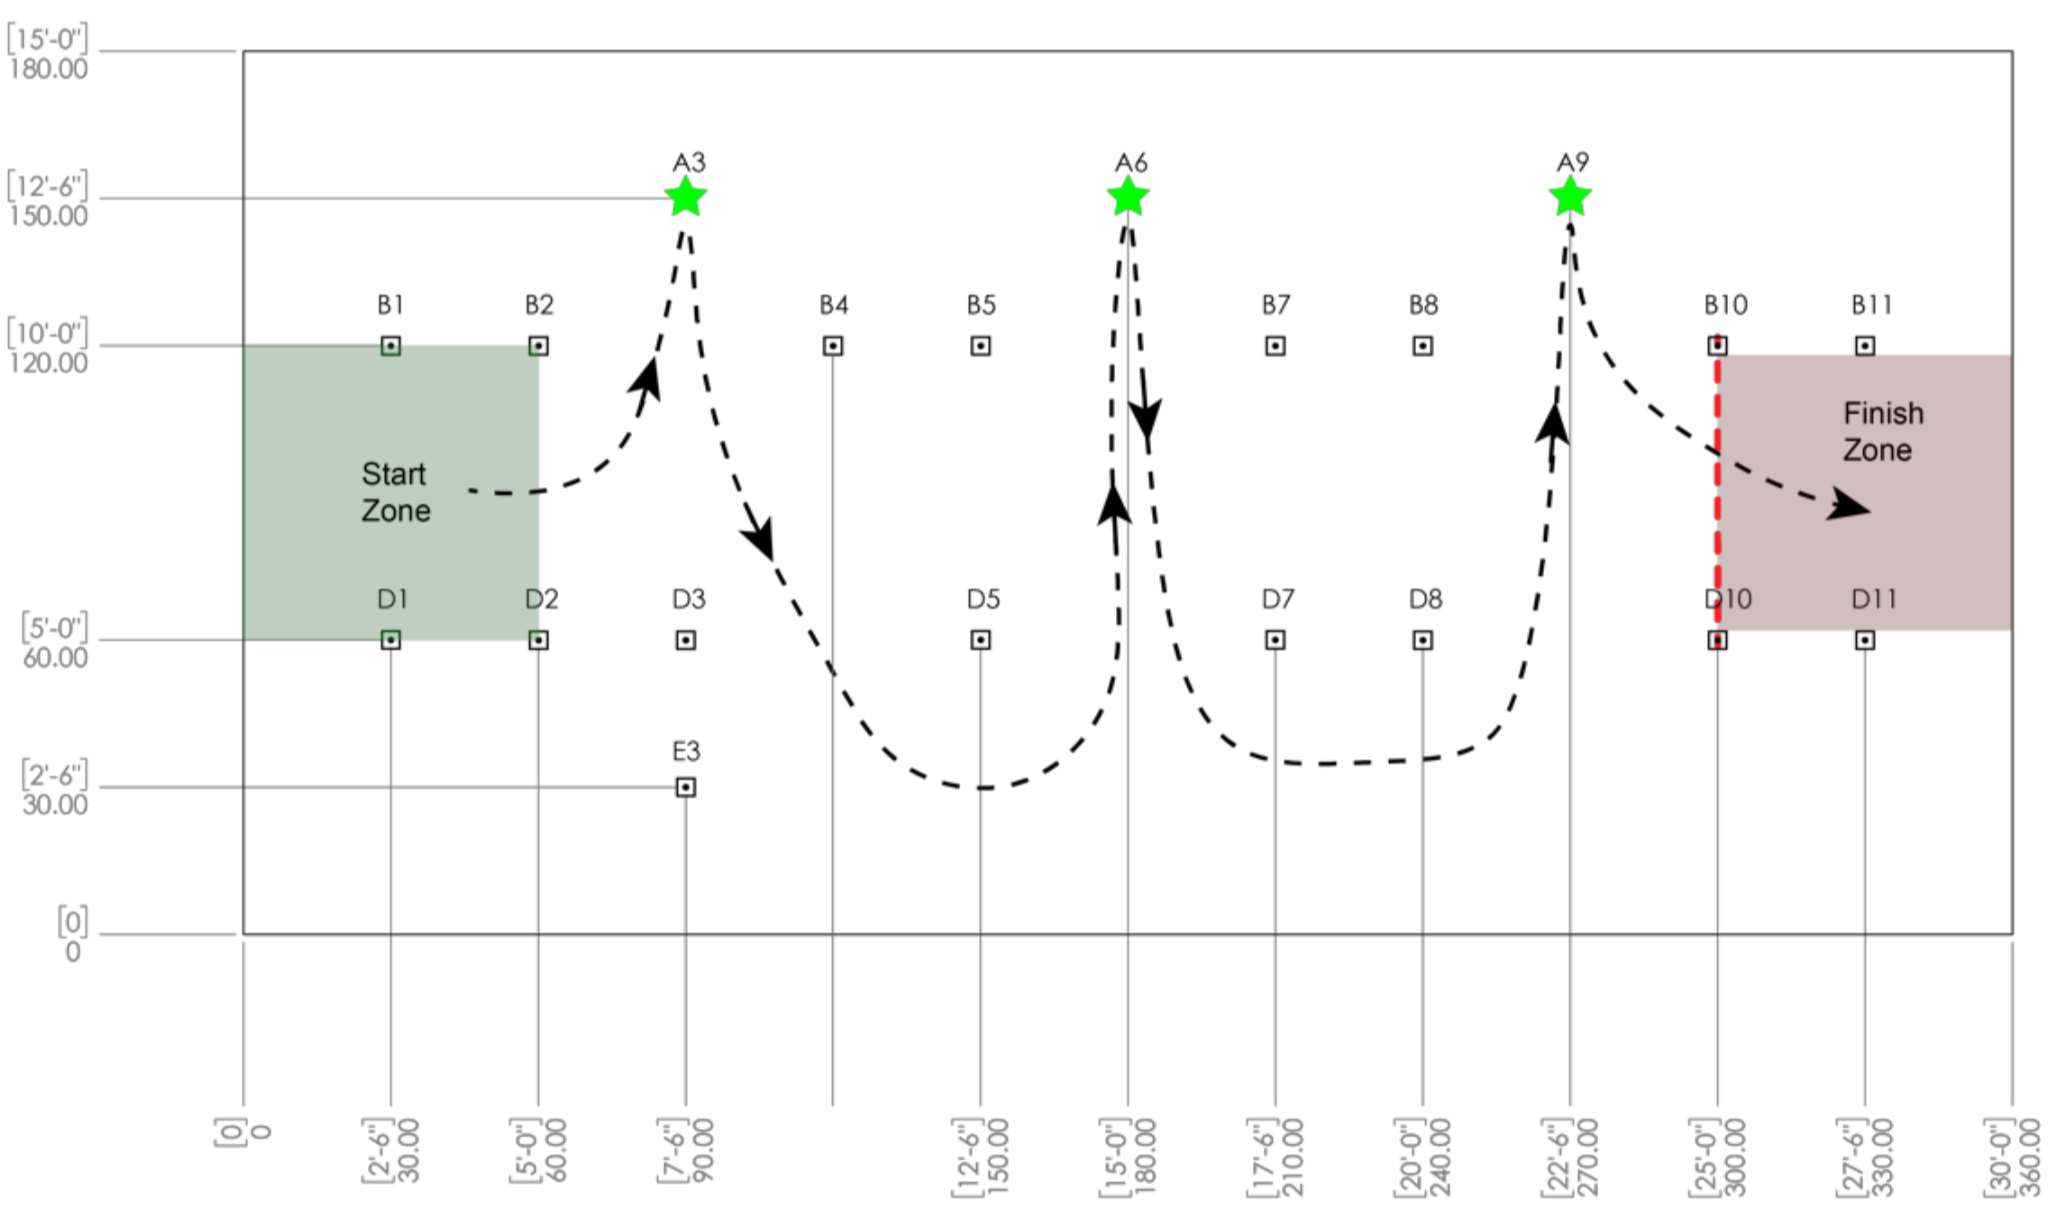 [15'-0"]
180.00
A3
A6
A9
[12'-6"]
150.00
B1
B2
B4
B5
B7
B8
B10
B11
[10'-0"]
120.00
Start
Zone
Finish
Zone
D1
D2
D3
D5
D7
D8
D10
D11
[5'-0"]
60.00
E3
[2'-6"]
30.00
[0]
0
[0]
0
[2'-6"]
30.00
[5'-0"]
60.00
[7'-6"]
90.00
[12'-6"]
150.00
[15'-0"]
180.00
[17'-6"]
210.00
[20'-0"]
240.00
[22'-6"]
270.00
[25'-0"]
300.00
[27'-6"]
330.00
[30'-0"]
360.00